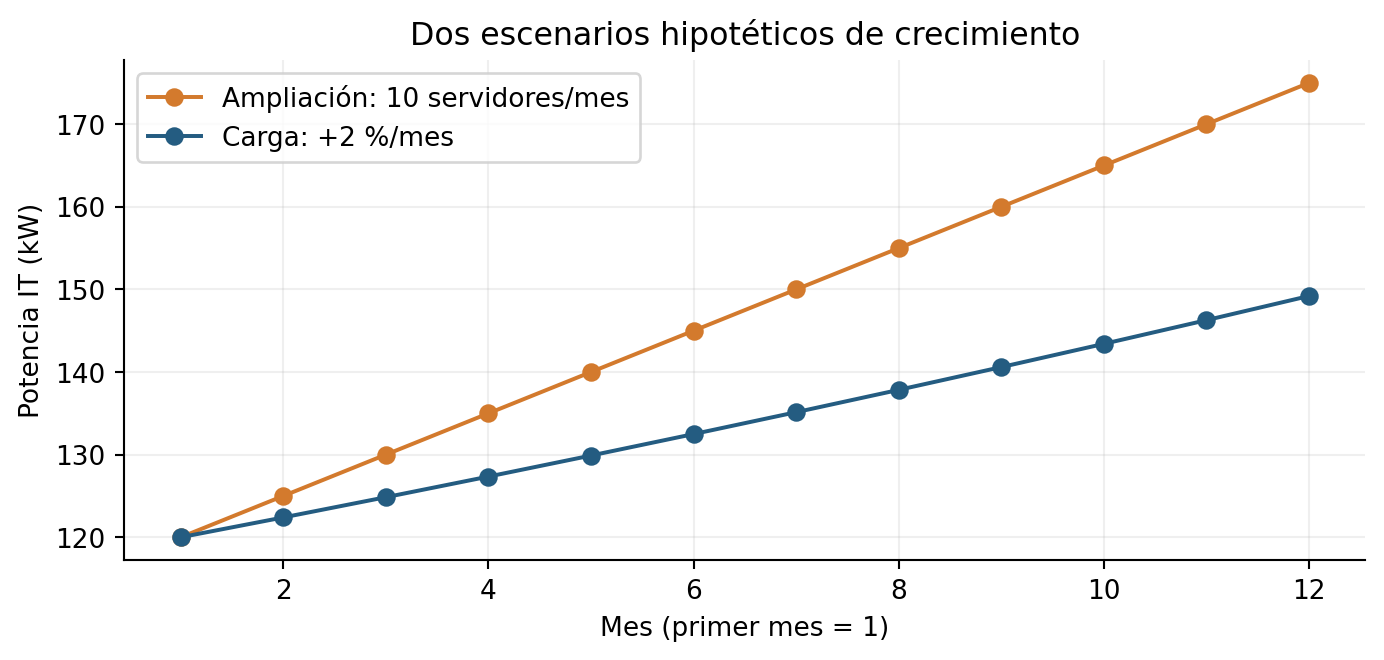 Dos escenarios hipotéticos de crecimiento
Ampliación: 10 servidores/mes
Carga: +2 %/mes
Potencia IT (kW)
170
160
150
140
130
120
2 4 6 8 10 12
Mes (primer mes = 1)